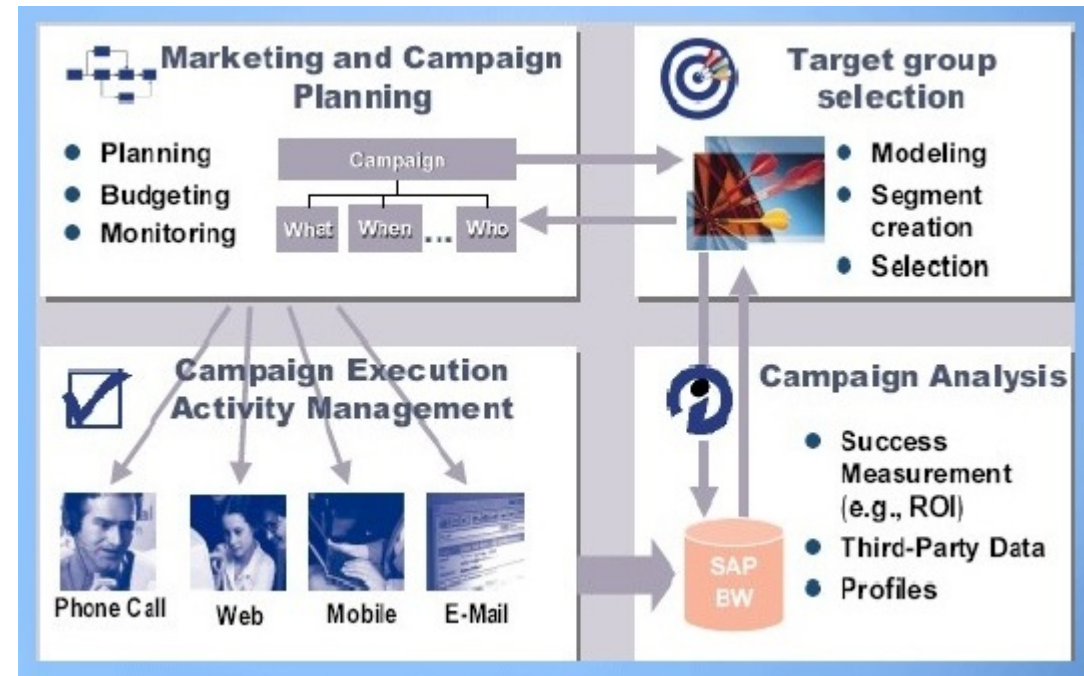 Marketing and Campaign
Planning
Planning
Budgeting
Monitoring
Campaign
What
When
...
Who
Target group
selection
Modeling
Segment
creation
Selection
Campaign Execution
Activity Management
Phone Call
Web
Mobile
E-Mail
Campaign Analysis
Success
Measurement
(e.g., ROI)
Third-Party Data
Profiles
SAP
BW